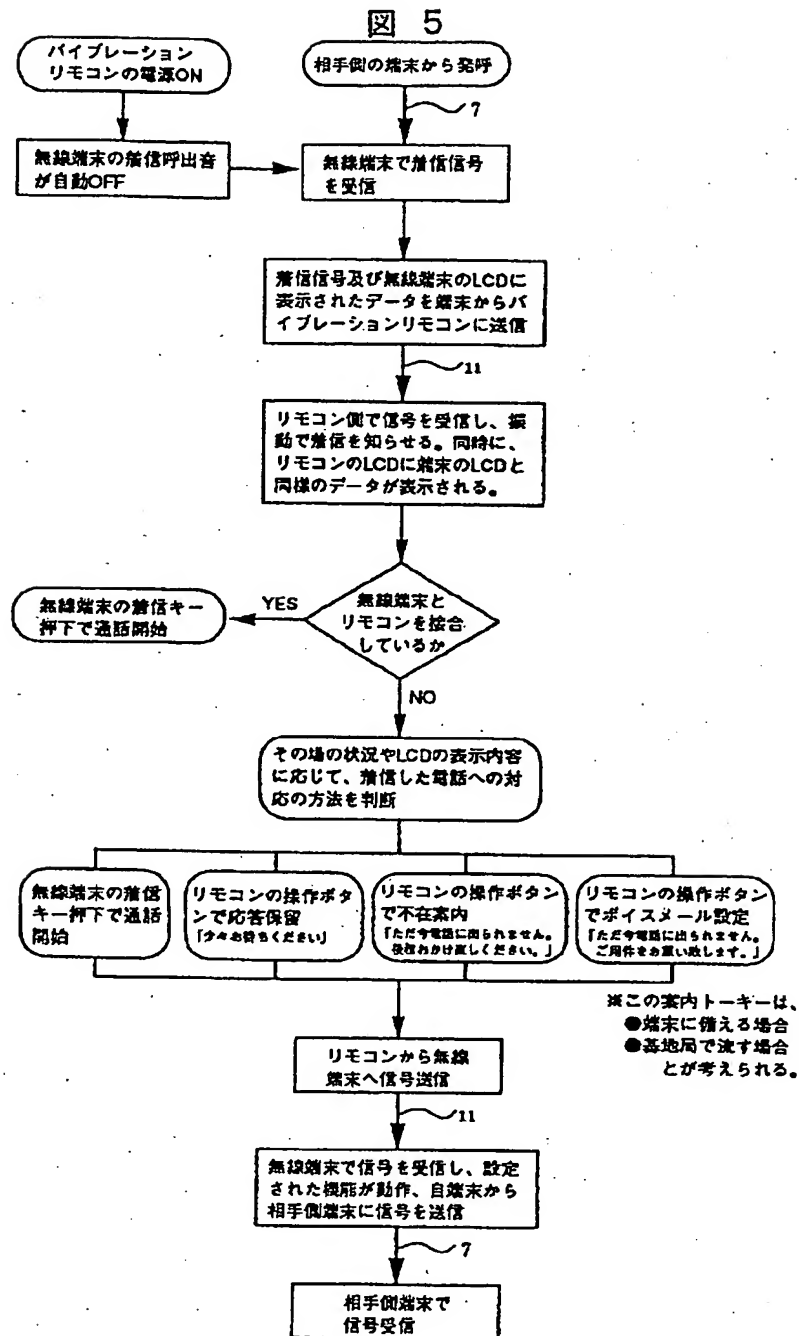 図 5
バイブレーション
リモコンの電源ON
相手側の端末から発呼
7
無線端末の着信呼出音
が自動OFF
無線端末で着信信号
を受信
着信信号及び無線端末のLCDに
表示されたデータを端末からバ
イブレーションリモコンに送信
11
リモコン側で信号を受信し、振
動で着信を知らせる。同時に、
リモコンのLCDに端末のLCDと
同様のデータが表示される。
無線端末の着信キー
押下で通話開始
YES
無線端末と
リモコンを接合
しているか
NO
その場の状況やLCDの表示内容
に応じて、着信した電話への対
応の方法を判断
無線端末の着信
キー押下で通話
開始
リモコンの操作ボタ
ンで応答保留
「少々お待ちください」
リモコンの操作ボタン
で不在案内
「ただ今電話に出られません。
後程おかけ直しください。」
リモコンの操作ボタン
でボイスメール設定
「ただ今電話に出られません。
ご用件をお願い致します。」
※この案内トーキーは、
●端末に備える場合
●基地局で流す場合
とが考えられる。
リモコンから無線
端末へ信号送信
11
無線端末で信号を受信し、設定
された機能が動作、自端末から
相手側端末に信号を送信
7
相手側端末で
信号受信